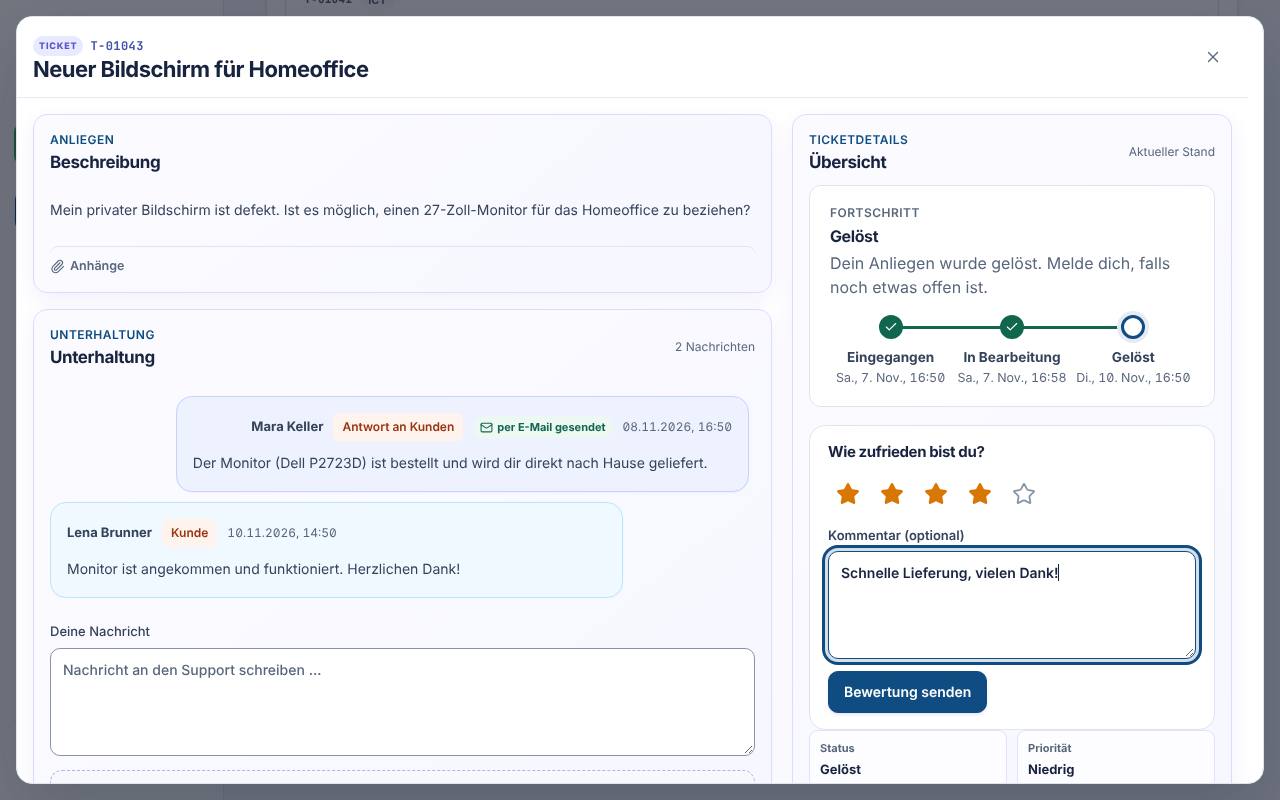 TICKET T-01043
Neuer Bildschirm für Homeoffice
ANLIEGEN
Beschreibung
Mein privater Bildschirm ist defekt. Ist es möglich, einen 27-Zoll-Monitor für das Homeoffice zu beziehen?
Anhänge
UNTERHALTUNG
Unterhaltung
2 Nachrichten
Mara Keller Antwort an Kunden per E-Mail gesendet 08.11.2026, 16:50
Der Monitor (Dell P2723D) ist bestellt und wird dir direkt nach Hause geliefert.
Lena Brunner Kunde 10.11.2026, 14:50
Monitor ist angekommen und funktioniert. Herzlichen Dank!
Deine Nachricht
Nachricht an den Support schreiben ...
TICKETDETAILS
Übersicht
Aktueller Stand
FORTSCHRITT
Gelöst
Dein Anliegen wurde gelöst. Melde dich, falls
noch etwas offen ist.
Eingegangen In Bearbeitung Gelöst
Sa., 7. Nov., 16:50 Sa., 7. Nov., 16:58 Di., 10. Nov., 16:50
Wie zufrieden bist du?
Kommentar (optional)
Schnelle Lieferung, vielen Dank!
Bewertung senden
Status Priorität
Gelöst Niedrig